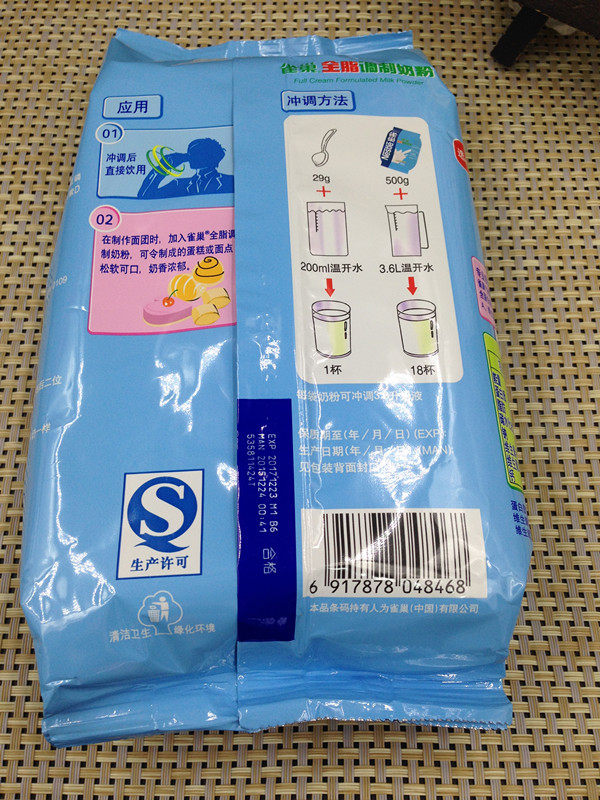 雀巢 全脂调制奶粉
Full Cream Formulated Milk Powder
应用
01
冲调后
直接饮用
02
在制作面团时，加入雀巢®全脂调
制奶粉，可令制成的蛋糕或面点
松软可口，奶香浓郁。
冲调方法
29g
500g
+
+
200ml温开水
3.6L温开水
1杯
18杯
保质期至(年/月/日)(EXP):
生产日期(年/月/日)(MAN):
见包装背面封
EXP 20171223 M1 B6
MAN 20151224 00:41
合格
生产许可
清洁卫生
绿化环境
6 917878 048468
本品条码持有人为雀巢(中国)有限公司